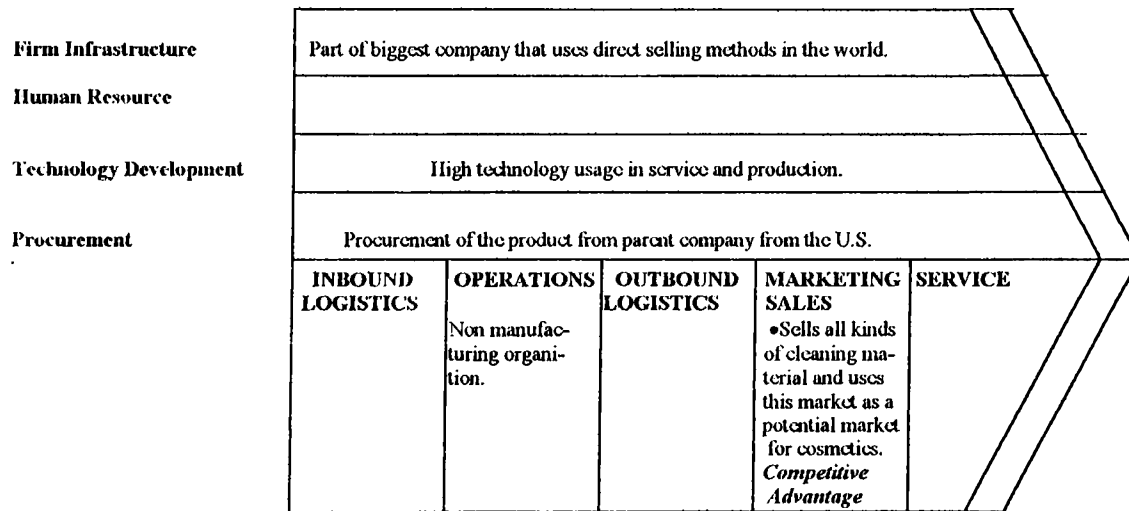 Firm Infrastructure Part of biggest company that uses direct selling methods in the world.
Human Resource
Technology Development High technology usage in service and production.
Procurement Procurement of the product from parent company from the U.S.
INBOUND LOGISTICS
OPERATIONS
Non manufac-
turing organi-
tion.
OUTBOUND
LOGISTICS
MARKETING
SALES
•Sells all kinds
of cleaning ma-
terial and uses
this market as a
potential market
for cosmetics.
Competitive
Advantage
SERVICE